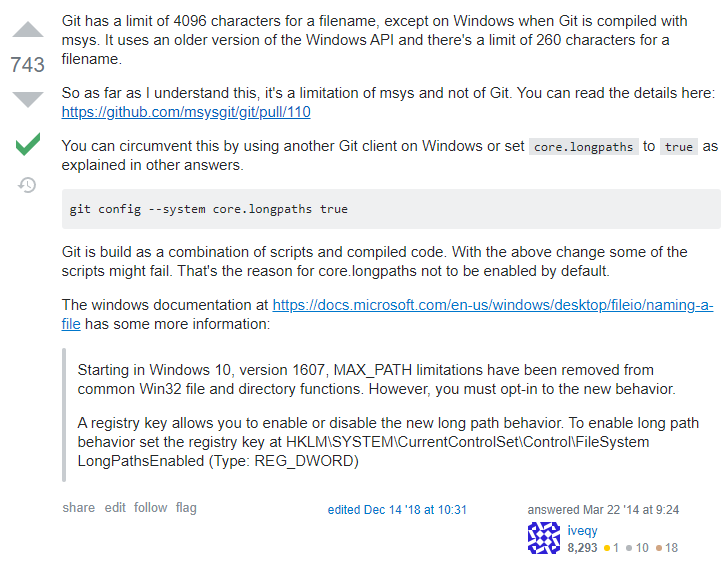 Git has a limit of 4096 characters for a filename, except on Windows when Git is compiled with
msys. It uses an older version of the Windows API and there's a limit of 260 characters for a
filename.
743
So as far as I understand this, it's a limitation of msys and not of Git. You can read the details here:
https://github.com/msysgit/git/pull/110
You can circumvent this by using another Git client on Windows or set core.longpaths to true as
explained in other answers.
git config --system core.longpaths true
Git is build as a combination of scripts and compiled code. With the above change some of the
scripts might fail. That's the reason for core.longpaths not to be enabled by default.
The windows documentation at https://docs.microsoft.com/en-us/windows/desktop/fileio/naming-a-
file has some more information:
Starting in Windows 10, version 1607, MAX_PATH limitations have been removed from
common Win32 file and directory functions. However, you must opt-in to the new behavior.
A registry key allows you to enable or disable the new long path behavior. To enable long path
behavior set the registry key at HKLM\SYSTEM\CurrentControlSet\Control\FileSystem
LongPathsEnabled (Type: REG_DWORD)
share edit follow flag
edited Dec 14 '18 at 10:31
answered Mar 22 '14 at 9:24
iveqy
8,293 1 10 18